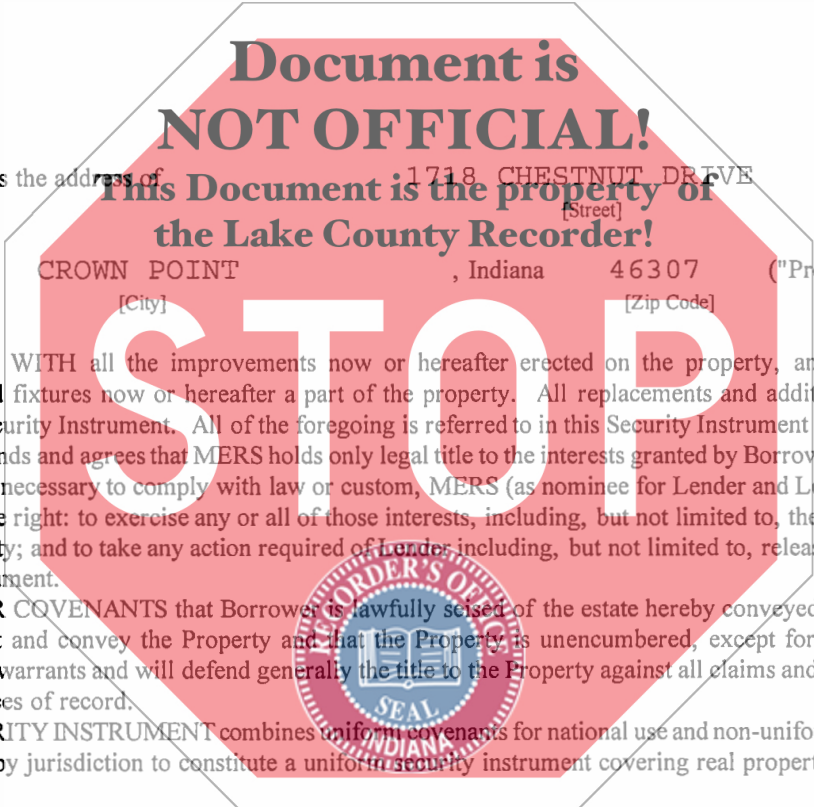 Document is
NOT OFFICIAL!
s the address of 1718 CHESTNUT DRIVE
This Document is the property of
[Street]
the Lake County Recorder!
CROWN POINT , Indiana 46307 ("Pr
[City] [Zip Code]
STOP
WITH all the improvements now or hereafter erected on the property, an
d fixtures now or hereafter a part of the property. All replacements and addit
curity Instrument. All of the foregoing is referred to in this Security Instrument
nds and agrees that MERS holds only legal title to the interests granted by Borrow
necessary to comply with law or custom, MERS (as nominee for Lender and Le
e right: to exercise any or all of those interests, including, but not limited to, the
ty; and to take any action required of Lender including, but not limited to, releas
ument.
R COVENANTS that Borrower is lawfully seised of the estate hereby conveyed
t and convey the Property and that the Property is unencumbered, except for
warrants and will defend generally the title to the Property against all claims and
ces of record.
RITY INSTRUMENT combines uniform covenants for national use and non-unifo
by jurisdiction to constitute a uniform security instrument covering real propert
RECORDER'S OFFICE
SEAL
INDIANA